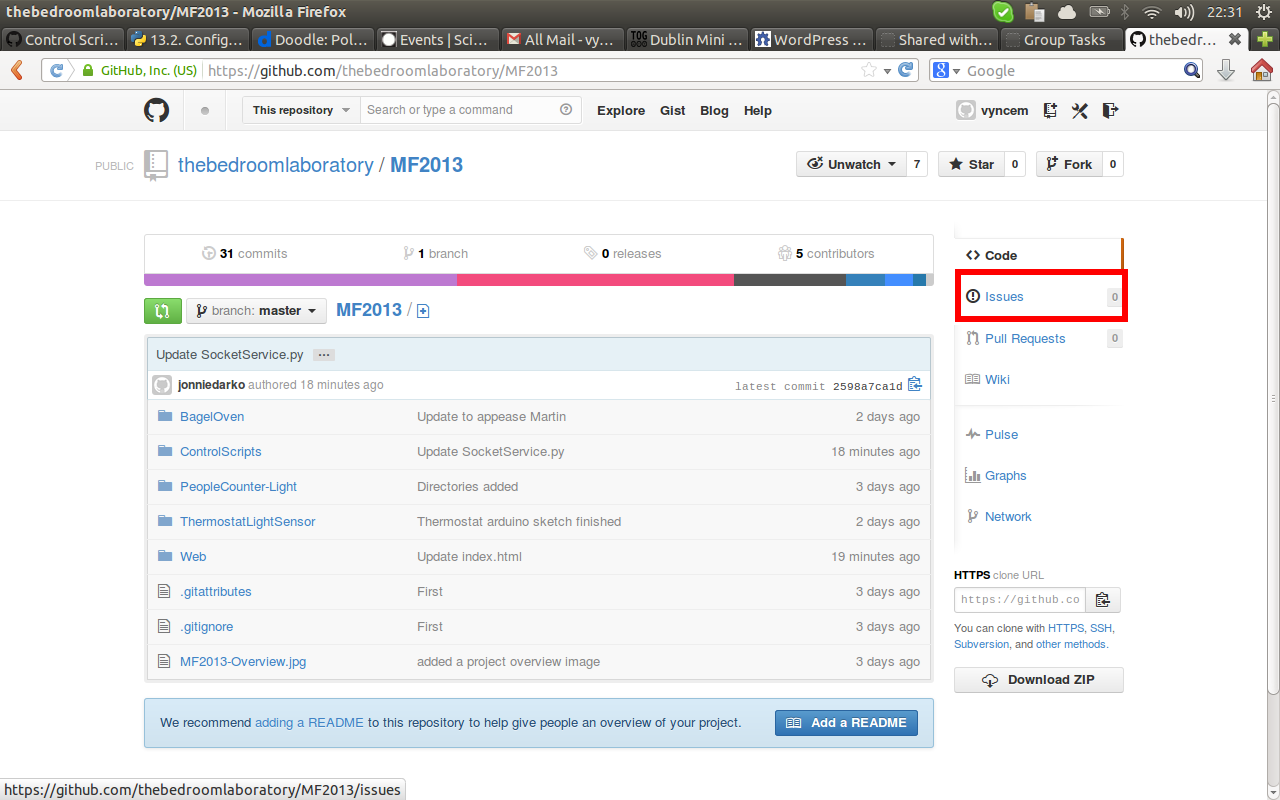 thebedroomlaboratory/MF2013 - Mozilla Firefox 22:31
Control Scri... 13.2. Config... Doodle: Pol... Events | Sci... All Mail - vy... TOG Dublin Mini ... WordPress ... Shared with... Group Tasks thebedr...
GitHub, Inc. (US) https://github.com/thebedroomlaboratory/MF2013 Google
This repository Search or type a command Explore Gist Blog Help vyncem
PUBLIC thebedroomlaboratory / MF2013 Unwatch 7 Star 0 Fork 0
31 commits 1 branch 0 releases 5 contributors
Code
Issues 0
Pull Requests 0
Wiki
Pulse
Graphs
Network
branch: master MF2013 /
Update SocketService.py ...
jonniedarko authored 18 minutes ago latest commit 2598a7ca1d
BagelOven Update to appease Martin 2 days ago
ControlScripts Update SocketService.py 18 minutes ago
PeopleCounter-Light Directories added 3 days ago
ThermostatLightSensor Thermostat arduino sketch finished 2 days ago
Web Update index.html 19 minutes ago
.gitattributes First 3 days ago
.gitignore First 3 days ago
MF2013-Overview.jpg added a project overview image 3 days ago
HTTPS clone URL
https://github.co
You can clone with HTTPS, SSH,
Subversion, and other methods.
Download ZIP
We recommend adding a README to this repository to help give people an overview of your project. Add a README
https://github.com/thebedroomlaboratory/MF2013/issues